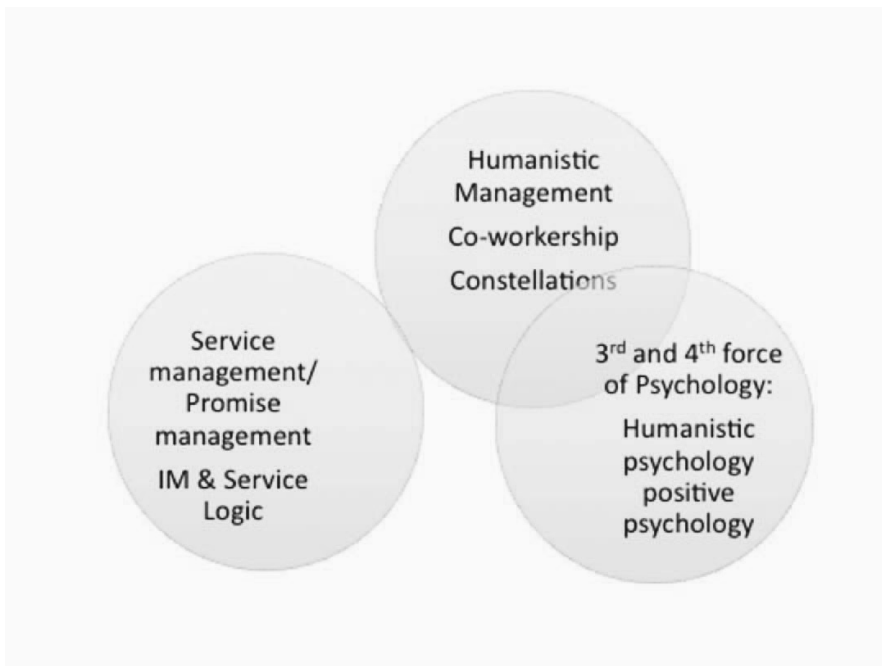 Humanistic
Management
Co-workership
Constellations
Service
management/
Promise
management
IM & Service
Logic
3rd and 4th force
of Psychology:
Humanistic
psychology
positive
psychology